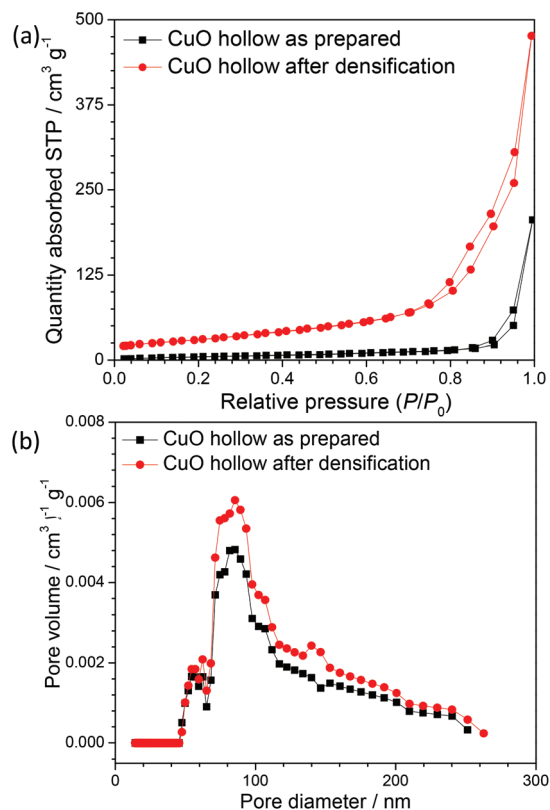 (a)
CuO hollow as prepared
CuO hollow after densification
Quantity absorbed STP / cm³ g⁻¹
500
375
250
125
0
0.0
0.2
0.4
0.6
0.8
1.0
Relative pressure (P/P₀)
(b)
CuO hollow as prepared
CuO hollow after densification
Pore volume / cm³ g⁻¹
0.008
0.006
0.004
0.002
0.000
0
100
200
300
Pore diameter / nm